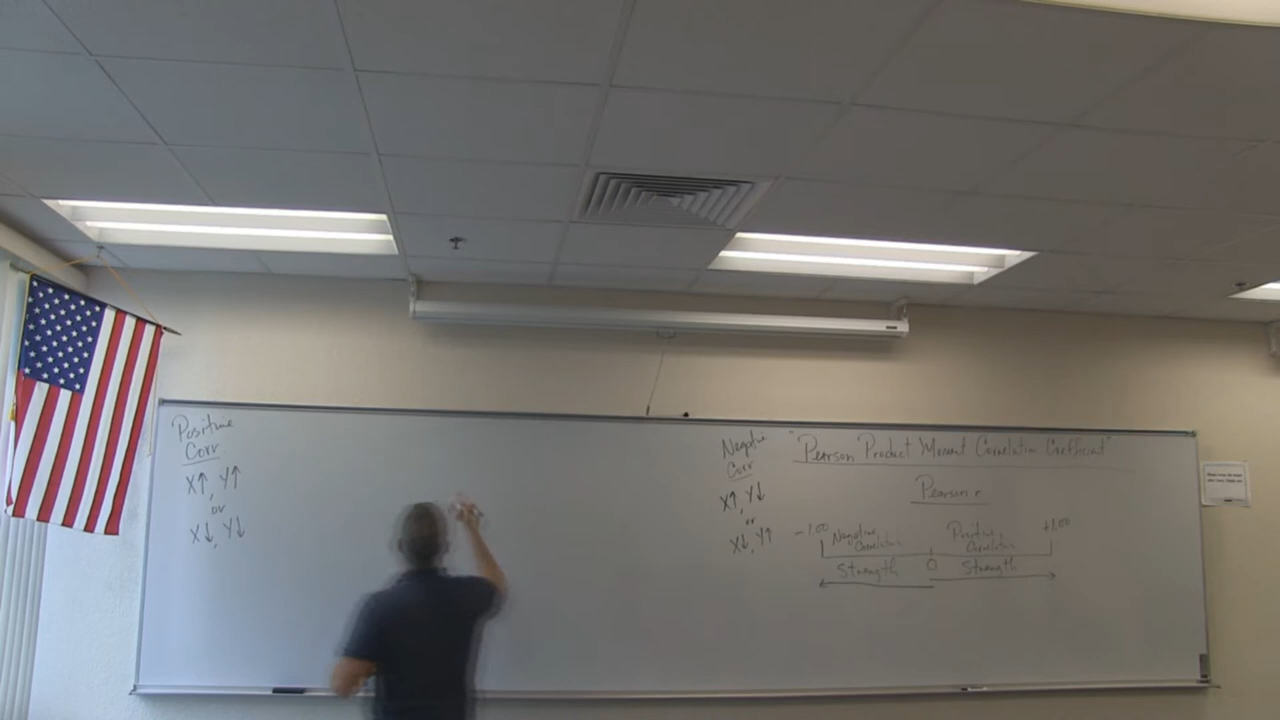 Positive
Corr
X↑, Y↑
or
X↓, Y↓
Negative
Corr
X↑, Y↓
or
X↓, Y↑
"Pearson Product Moment Correlation Coefficient"
Pearson r
-1.00 Negative Correlation Positive Correlation +1.00
Strength 0 Strength